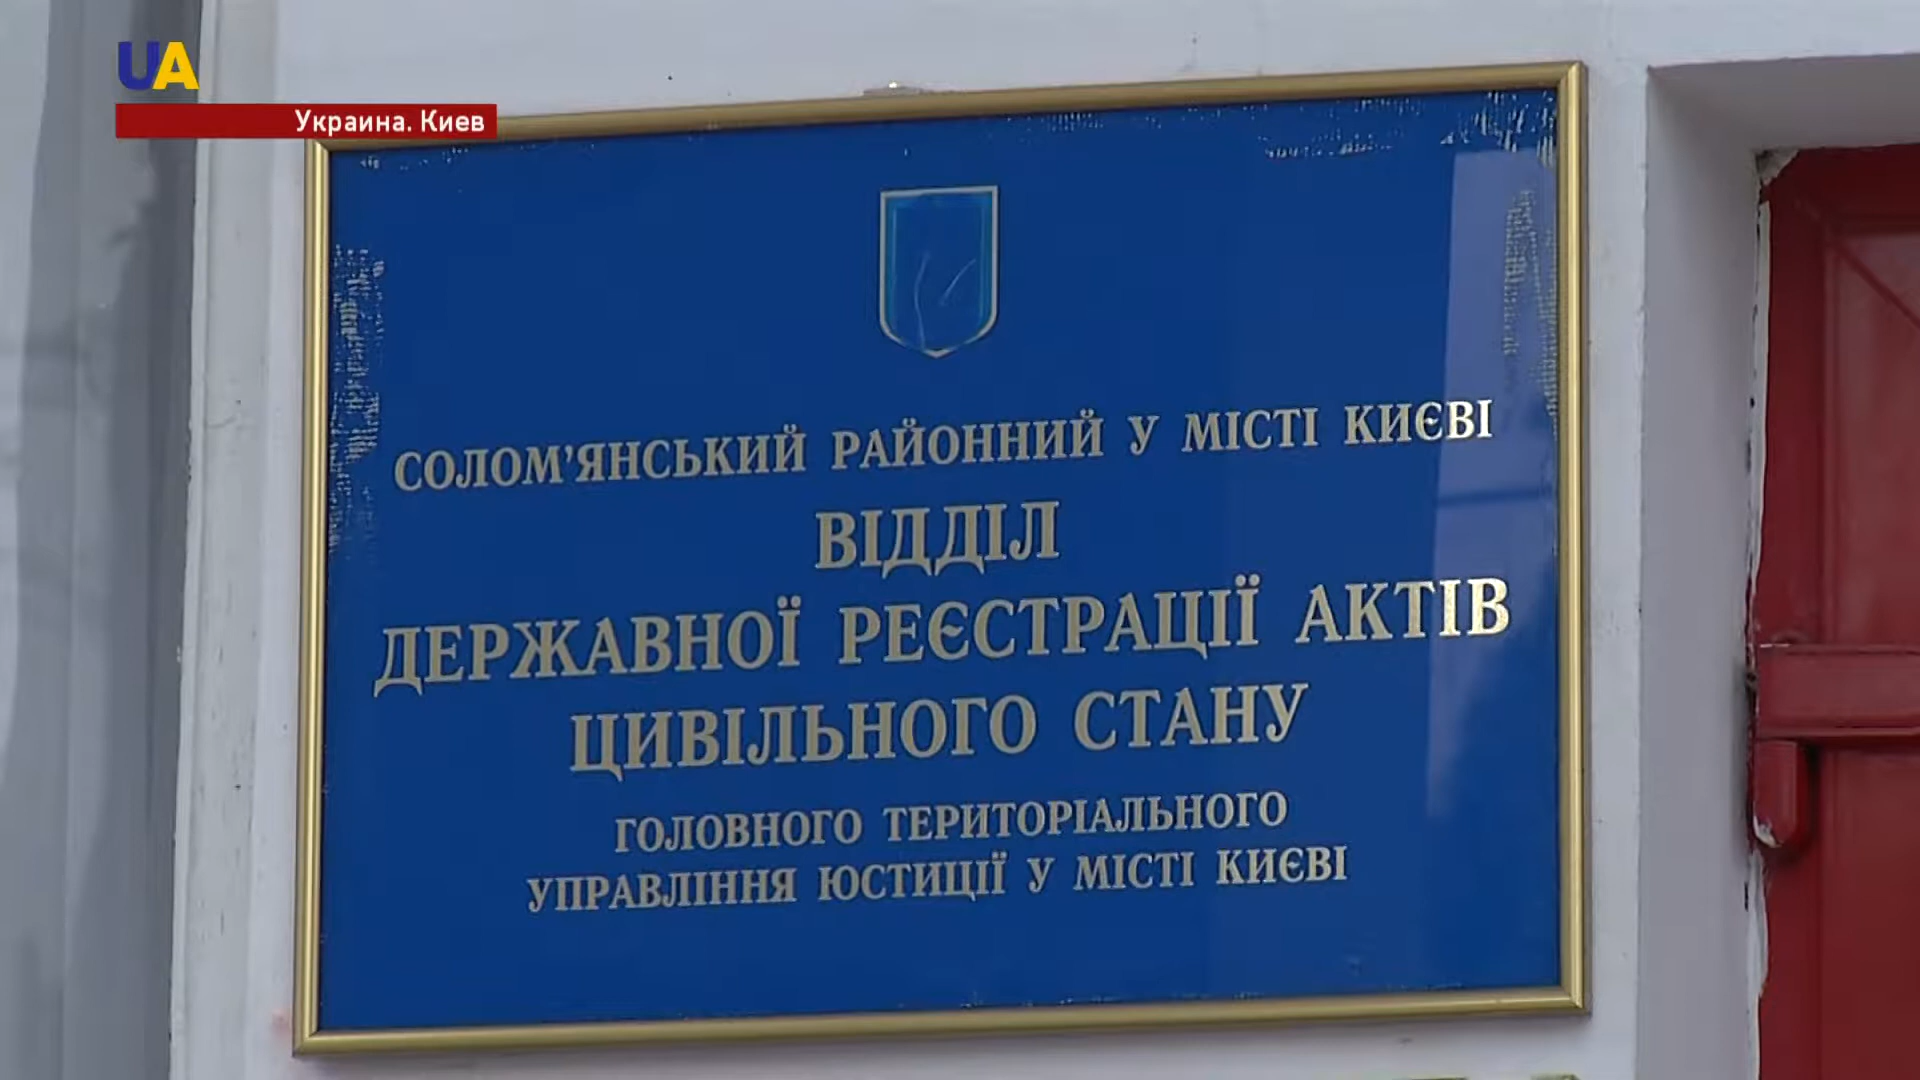 UA
Украина. Киев
СОЛОМ'ЯНСЬКИЙ РАЙОННИЙ У МІСТІ КИЄВІ
ВІДДІЛ
ДЕРЖАВНОЇ РЕЄСТРАЦІЇ АКТІВ
ЦИВІЛЬНОГО СТАНУ
ГОЛОВНОГО ТЕРИТОРІАЛЬНОГО
УПРАВЛІННЯ ЮСТИЦІЇ У МІСТІ КИЄВІ